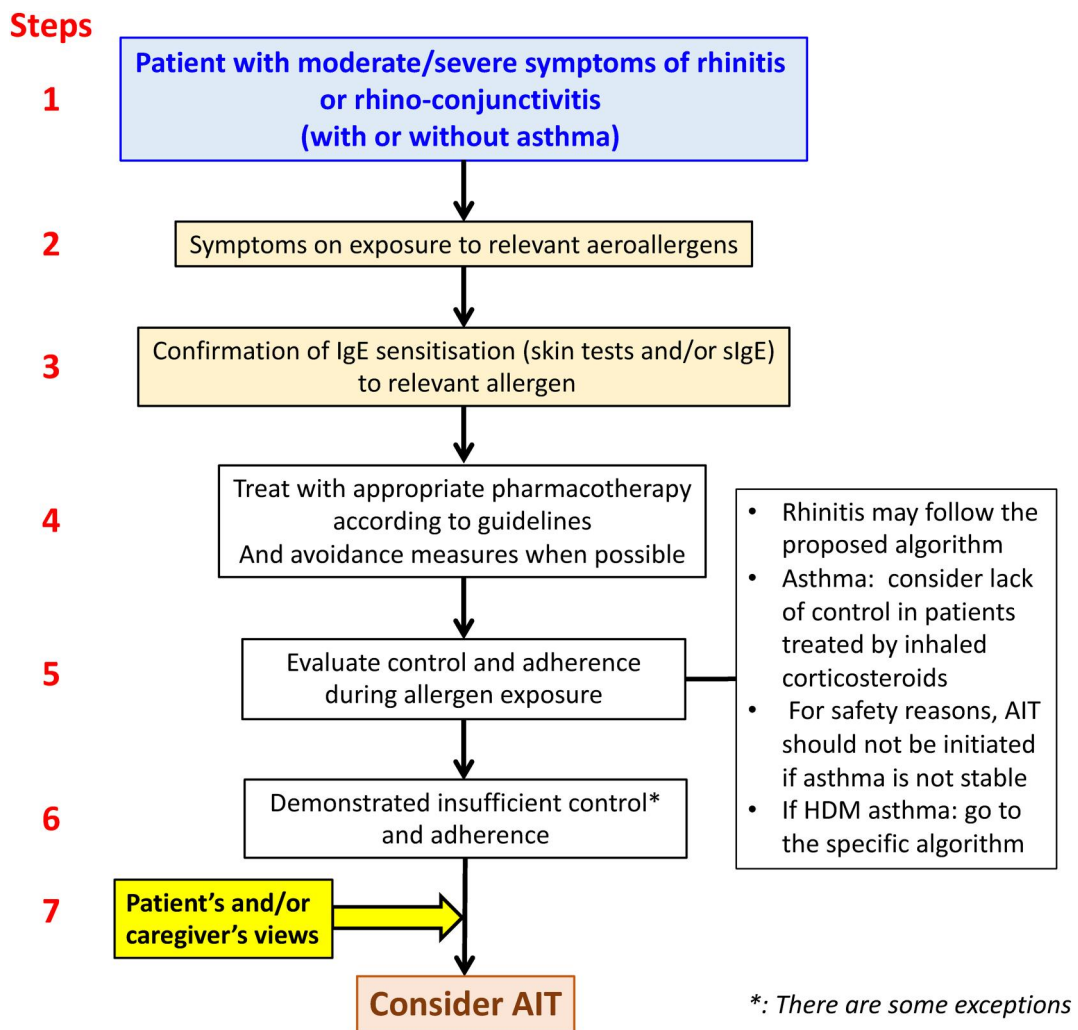 Steps
1
Patient with moderate/severe symptoms of rhinitis
or rhino-conjunctivitis
(with or without asthma)
2
Symptoms on exposure to relevant aeroallergens
3
Confirmation of IgE sensitisation (skin tests and/or sIgE)
to relevant allergen
4
Treat with appropriate pharmacotherapy
according to guidelines
And avoidance measures when possible
5
Evaluate control and adherence
during allergen exposure
• Rhinitis may follow the
proposed algorithm
• Asthma: consider lack
of control in patients
treated by inhaled
corticosteroids
• For safety reasons, AIT
should not be initiated
if asthma is not stable
• If HDM asthma: go to
the specific algorithm
6
Demonstrated insufficient control*
and adherence
7
Patient's and/or
caregiver's views
Consider AIT
*: There are some exceptions